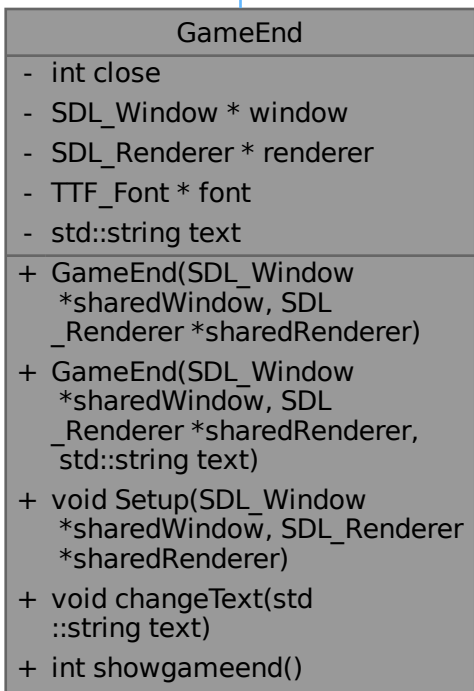 GameEnd
- int close
- SDL_Window * window
- SDL_Renderer * renderer
- TTF_Font * font
- std::string text
+ GameEnd(SDL_Window
*sharedWindow, SDL
_Renderer *sharedRenderer)
+ GameEnd(SDL_Window
*sharedWindow, SDL
_Renderer *sharedRenderer,
std::string text)
+ void Setup(SDL_Window
*sharedWindow, SDL_Renderer
*sharedRenderer)
+ void changeText(std
::string text)
+ int showgameend()